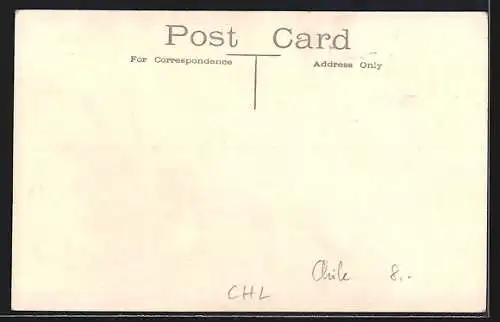 Post Card
For Correspondence Address Only
Chile 8.-
CHL